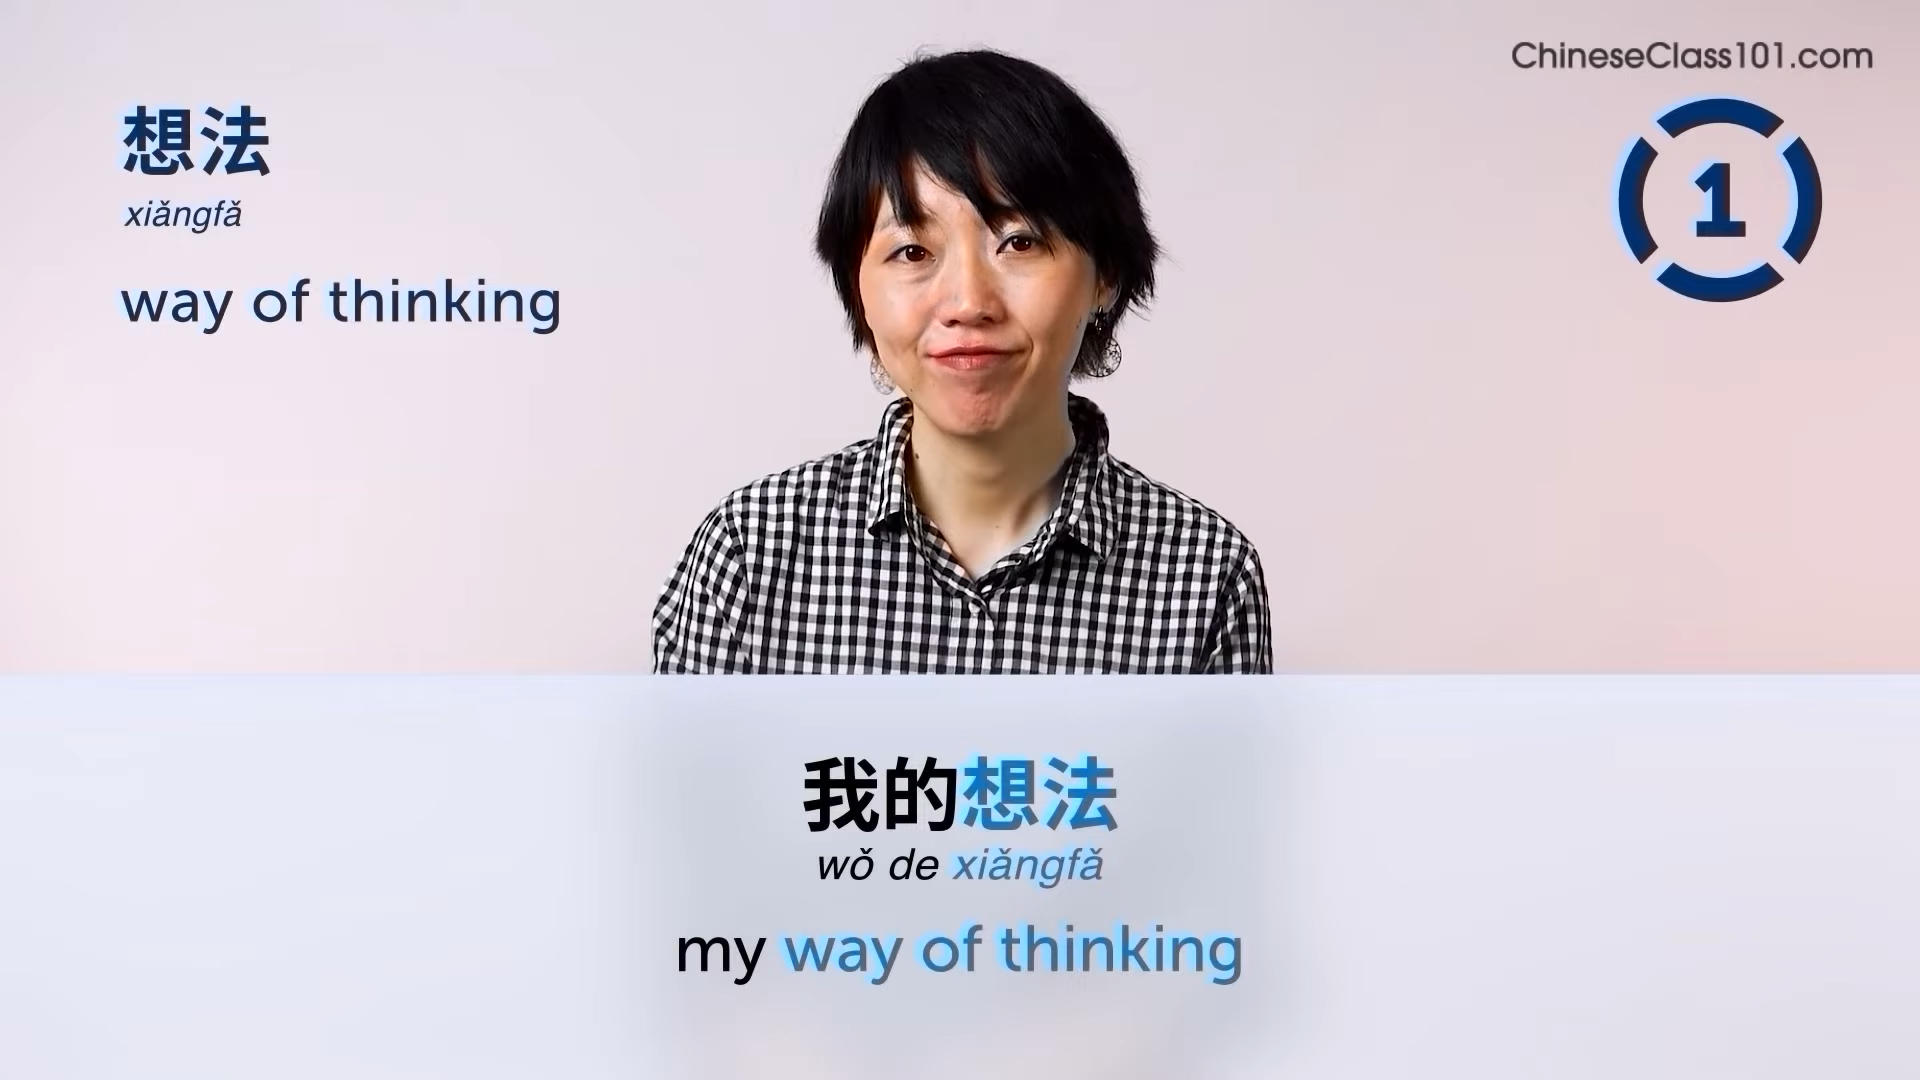 ChineseClass101.com
想法
xiǎngfǎ
way of thinking
1
我的想法
wǒ de xiǎngfǎ
my way of thinking